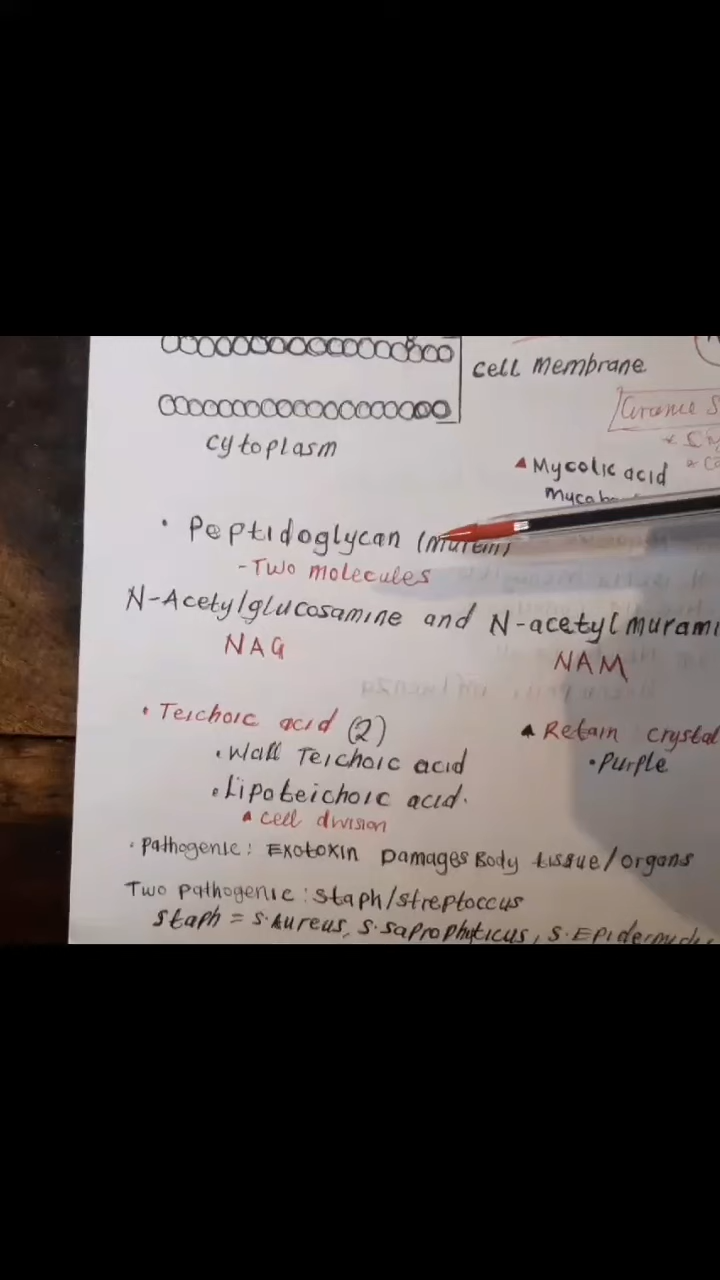 cell membrane
cytoplasm
▲ Mycolic acid
• Peptidoglycan (Murein)
- Two molecules
N-Acetylglucosamine and N-acetylmurami
NAG
NAM
• Teichoic acid (2)
• Wall Teichoic acid
• Lipoteichoic acid.
▲ cell division
▲ Retain crystal
• Purple
• Pathogenic: Exotoxin Damages Body tissue/organs
Two pathogenic: staph/streptoccus
staph = S. Aureus, S. saprophyticus, S.